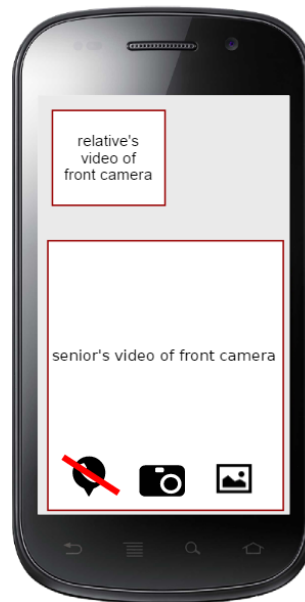 relative's
video of
front camera
senior's video of front camera